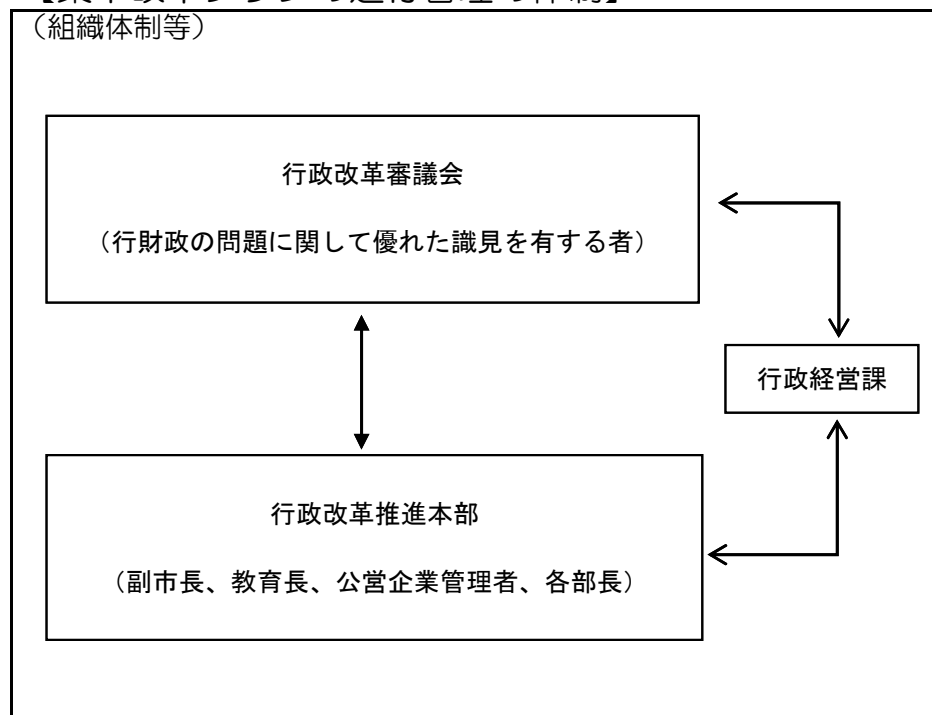 （組織体制等）
行政改革審議会
（行財政の問題に関して優れた識見を有する者）
行政経営課
行政改革推進本部
（副市長、教育長、公営企業管理者、各部長）